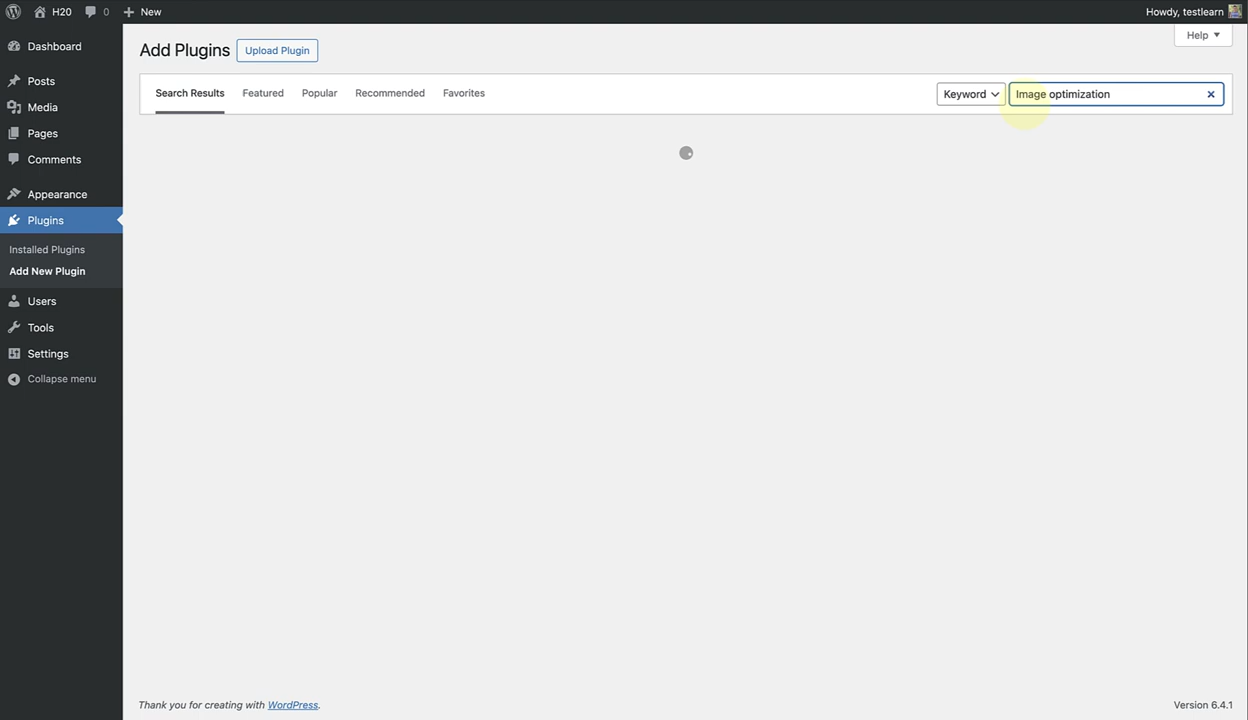 H20 0 New Howdy, testlearn
Help
Dashboard
Posts
Media
Pages
Comments
Appearance
Plugins
Installed Plugins
Add New Plugin
Users
Tools
Settings
Collapse menu
Add Plugins Upload Plugin
Search Results Featured Popular Recommended Favorites Keyword Image optimization
Thank you for creating with WordPress. Version 6.4.1